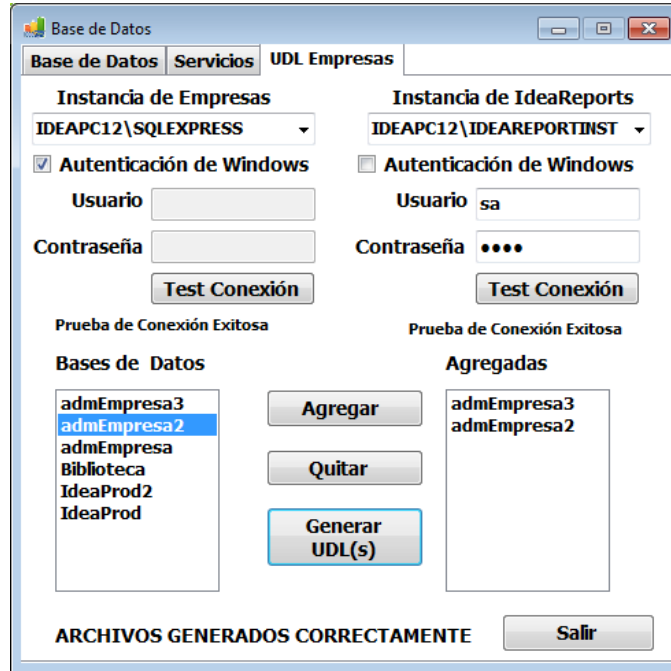 Base de Datos
Base de Datos Servicios UDL Empresas
Instancia de Empresas
IDEAPC12\SQLEXPRESS
Autenticación de Windows
Usuario
Contraseña
Test Conexión
Prueba de Conexión Exitosa
Instancia de IdeaReports
IDEAPC12\IDEAREPORTINST
Autenticación de Windows
Usuario sa
Contraseña ●●●●
Test Conexión
Prueba de Conexión Exitosa
Bases de Datos
admEmpresa3
admEmpresa2
admEmpresa
Biblioteca
IdeaProd2
IdeaProd
Agregar
Quitar
Generar
UDL(s)
Agregadas
admEmpresa3
admEmpresa2
ARCHIVOS GENERADOS CORRECTAMENTE
Salir